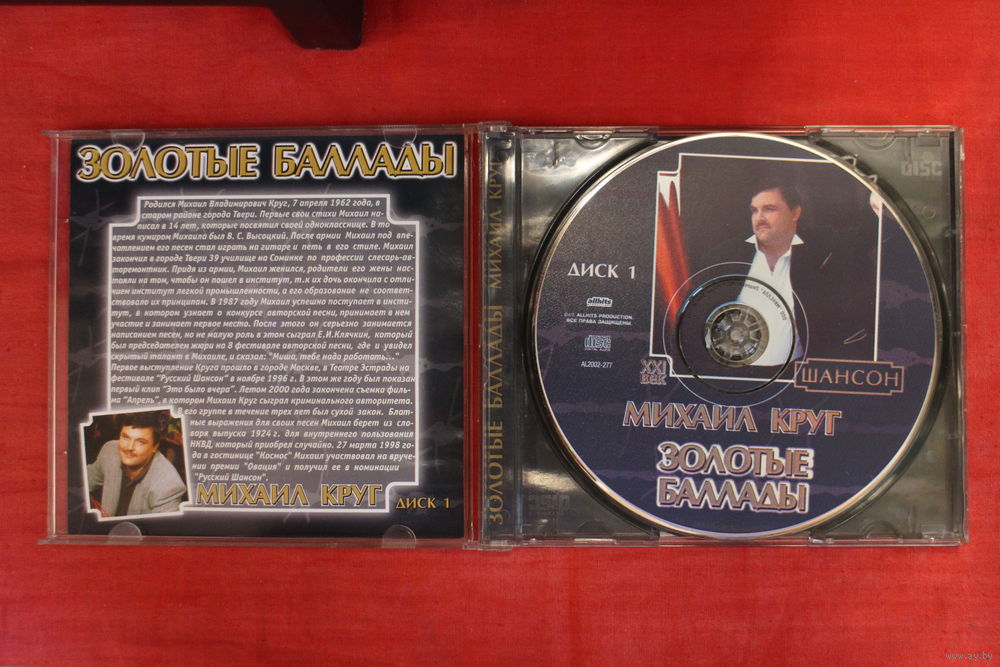 ЗОЛОТЫЕ БАЛЛАДЫ
Родился Михаил Владимирович Круг, 7 апреля 1962 года, в
старом районе города Твери. Первые свои стихи Михаил на-
писал в 14 лет, которые посвятил своей однокласснице. В то
время кумиром Михаила был В. С. Высоцкий. После армии Михаил под впе-
чатлением его песен стал играть на гитаре и петь в его стиле. Михаил
закончил в городе Твери 39 училище на Соминке по профессии слесарь-ав-
торемонтник. Придя из армии, Михаил женился, родители его жены нас-
тояли на том, чтобы он пошел в институт, т.к их дочь окончила с отли-
чием институт легкой промышленности, а его образование не соответ-
ствовало их принципам. В 1987 году Михаил успешно поступает в инсти-
тут, в котором узнает о конкурсе авторской песни, принимает в нем
участие и занимает первое место. После этого он серьезно занимается
написанием песен, но не малую роль в этом сыграл Е.И.Клячкин, который
был председателем жюри на 8 фестивале авторской песни, где и увидел
скрытый талант в Михаиле, и сказал: "Миша, тебе надо работать..."
Первое выступление Круга прошло в городе Москве, в Театре Эстрады на
фестивале "Русский Шансон" в ноябре 1996 г. В этом же году был показан
первый клип "Это было вчера". Летом 2000 года закончена съемка филь-
ма "Апрель", в котором Михаил Круг сыграл криминального авторитета.
В его группе в течение трех лет был сухой закон. Блат-
ные выражения для своих песен Михаил берет из сло-
варя выпуска 1924 г. для внутреннего пользования
НКВД, который приобрел случайно. 27 марта 1998 го-
да в гостинице "Космос" Михаил участвовал на вруче-
нии премии "Овация" и получил ее в номинации
"Русский Шансон".
МИХАИЛ КРУГ ДИСК 1
ЗОЛОТЫЕ БАЛЛАДЫ МИХАИЛ КРУГ
DISC
ДИСК 1
allhits
ALLHITS PRODUCTION.
ВСЕ ПРАВА ЗАЩИЩЕНЫ.
disc
DIGITAL AUDIO
AL2002-277
XXI
ВЕК
ШАНСОН
МИХАИЛ КРУГ
ЗОЛОТЫЕ
БАЛЛАДЫ
www.ay.by